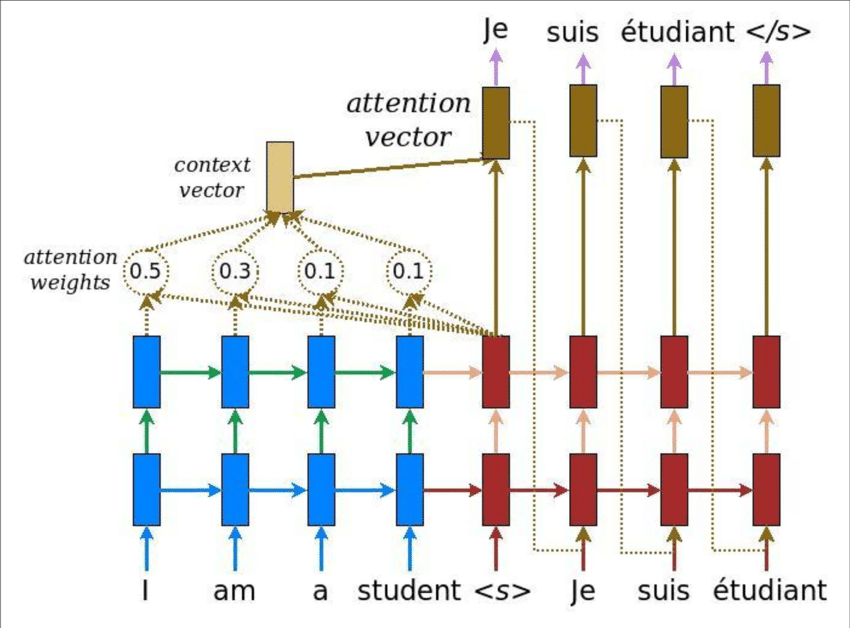 Je suis étudiant </s>
attention
vector
context
vector
attention
weights
0.5 0.3 0.1 0.1
I am a student <s> Je suis étudiant